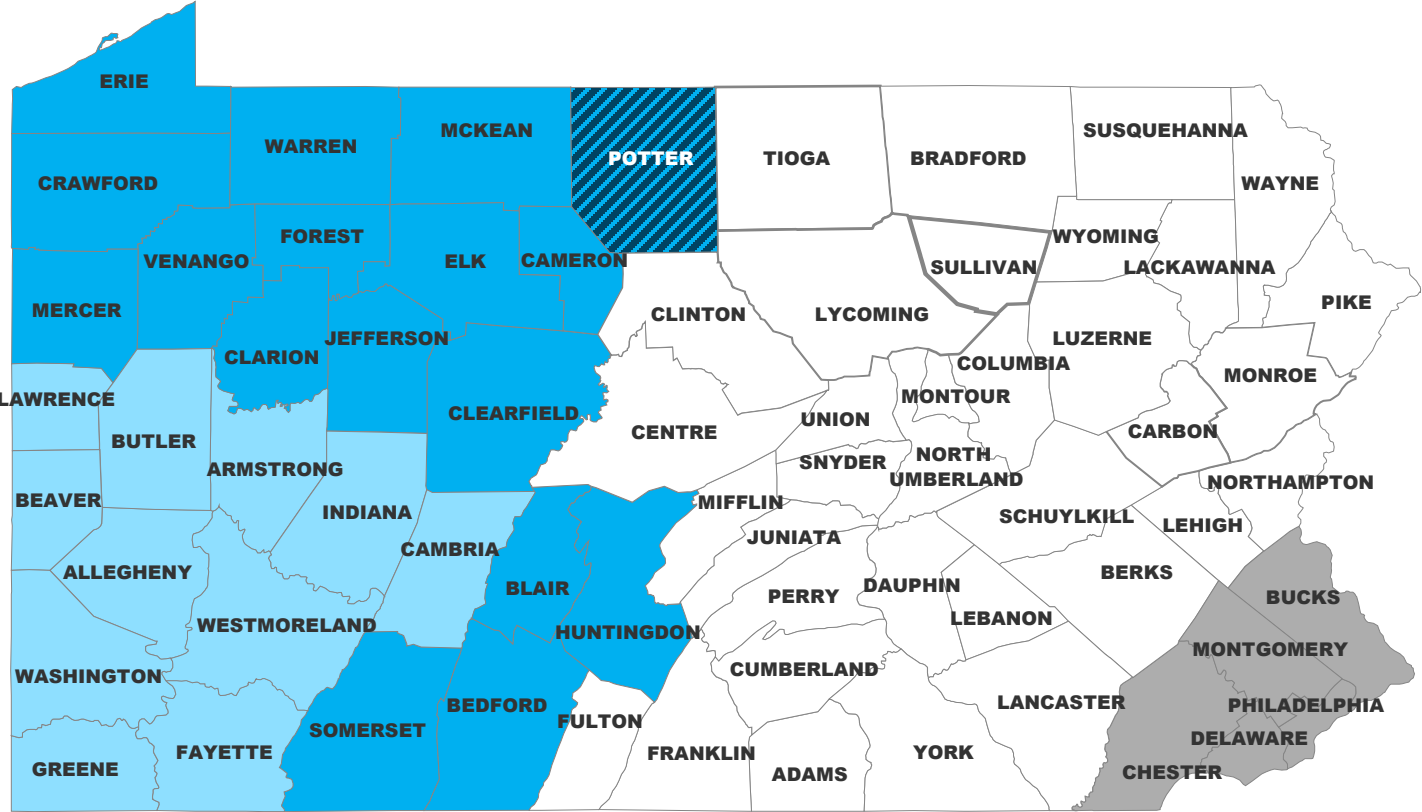 ERIE
WARREN
MCKEAN
POTTER
TIOGA
BRADFORD
SUSQUEHANNA
WAYNE
CRAWFORD
FOREST
VENANGO
ELK
CAMERON
SULLIVAN
WYOMING
LACKAWANNA
PIKE
MERCER
CLARION
JEFFERSON
CLINTON
LYCOMING
LUZERNE
COLUMBIA
MONROE
LAWRENCE
BUTLER
CLEARFIELD
CENTRE
UNION
MONTOUR
CARBON
ARMSTRONG
SNYDER
NORTH
UMBERLAND
NORTHAMPTON
BEAVER
INDIANA
MIFFLIN
SCHUYLKILL
LEHIGH
CAMBRIA
JUNIATA
ALLEGHENY
BLAIR
PERRY
DAUPHIN
BERKS
BUCKS
WESTMORELAND
HUNTINGDON
LEBANON
MONTGOMERY
WASHINGTON
CUMBERLAND
BEDFORD
LANCASTER
PHILADELPHIA
SOMERSET
FULTON
DELAWARE
GREENE
FAYETTE
FRANKLIN
ADAMS
YORK
CHESTER